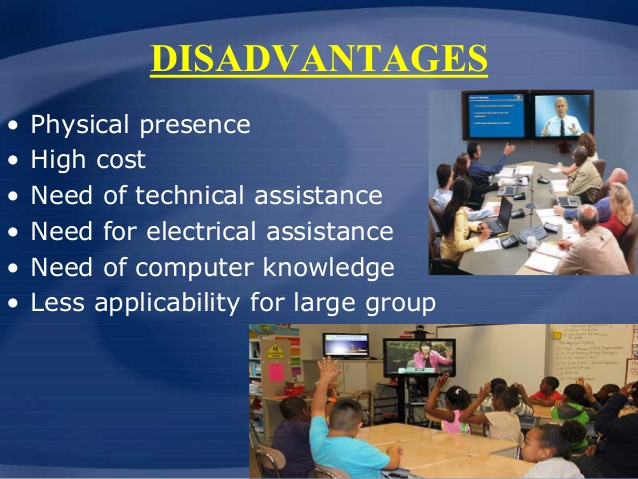 DISADVANTAGES
• Physical presence
• High cost
• Need of technical assistance
• Need for electrical assistance
• Need of computer knowledge
• Less applicability for large group